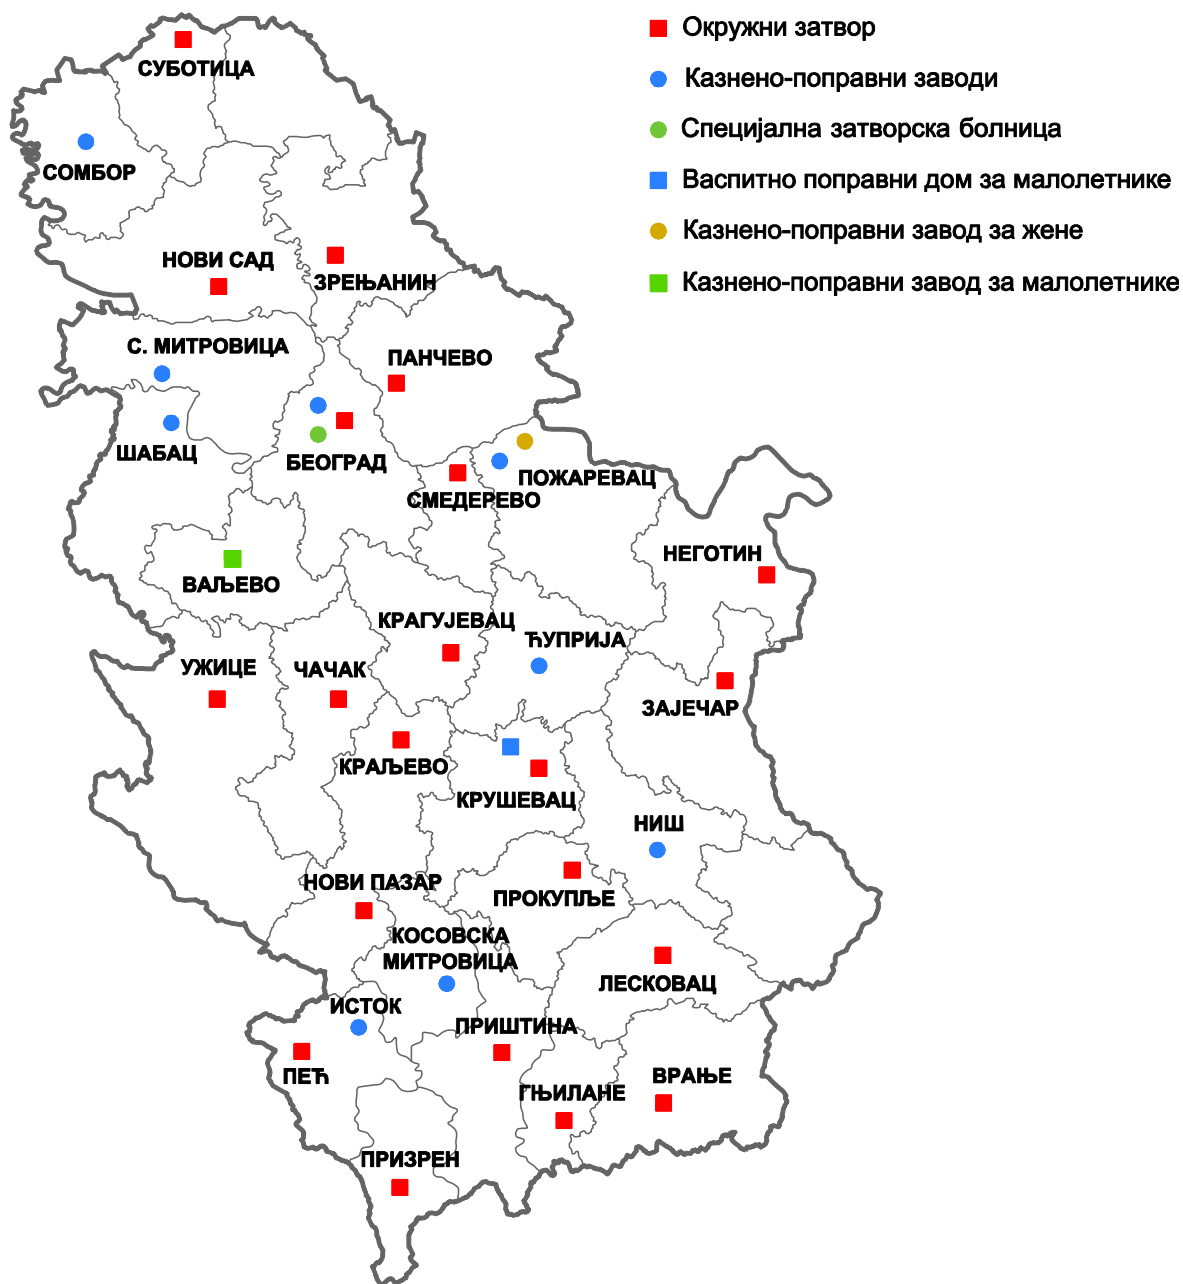 Окружни затвор
Казнено-поправни заводи
Специјална затворска болница
Васпитно поправни дом за малолетнике
Казнено-поправни завод за жене
Казнено-поправни завод за малолетнике
СУБОТИЦА
СОМБОР
НОВИ САД
ЗРЕЊАНИН
С. МИТРОВИЦА
ПАНЧЕВО
ШАБАЦ
БЕОГРАД
ПОЖАРЕВАЦ
СМЕДЕРЕВО
НЕГОТИН
ВАЉЕВО
КРАГУЈЕВАЦ
ЋУПРИЈА
УЖИЦЕ
ЧАЧАК
ЗАЈЕЧАР
КРАЉЕВО
КРУШЕВАЦ
НИШ
НОВИ ПАЗАР
ПРОКУПЉЕ
КОСОВСКА
МИТРОВИЦА
ЛЕСКОВАЦ
ИСТОК
ПРИШТИНА
ПЕЋ
ГЊИЛАНЕ
ВРАЊЕ
ПРИЗРЕН